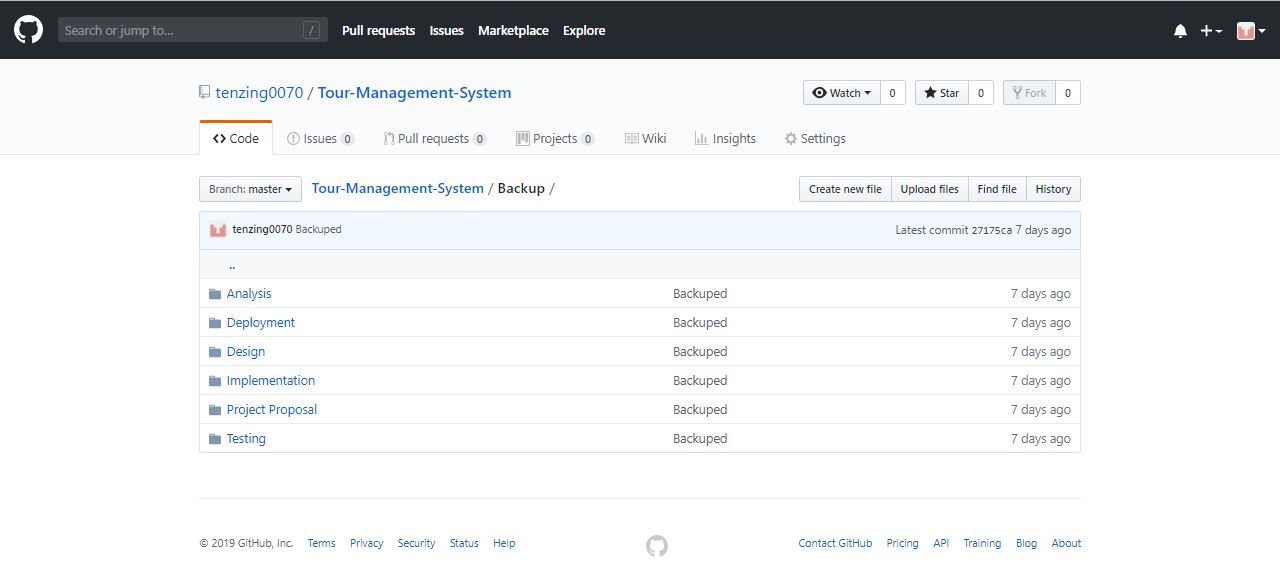 Search or jump to... / Pull requests Issues Marketplace Explore
tenzing0070 / Tour-Management-System Watch 0 Star 0 Fork 0
Code Issues 0 Pull requests 0 Projects 0 Wiki Insights Settings
Branch: master Tour-Management-System / Backup / Create new file Upload files Find file History
tenzing0070 Backuped Latest commit 27175ca 7 days ago
..
Analysis Backuped 7 days ago
Deployment Backuped 7 days ago
Design Backuped 7 days ago
Implementation Backuped 7 days ago
Project Proposal Backuped 7 days ago
Testing Backuped 7 days ago
© 2019 GitHub, Inc. Terms Privacy Security Status Help Contact GitHub Pricing API Training Blog About